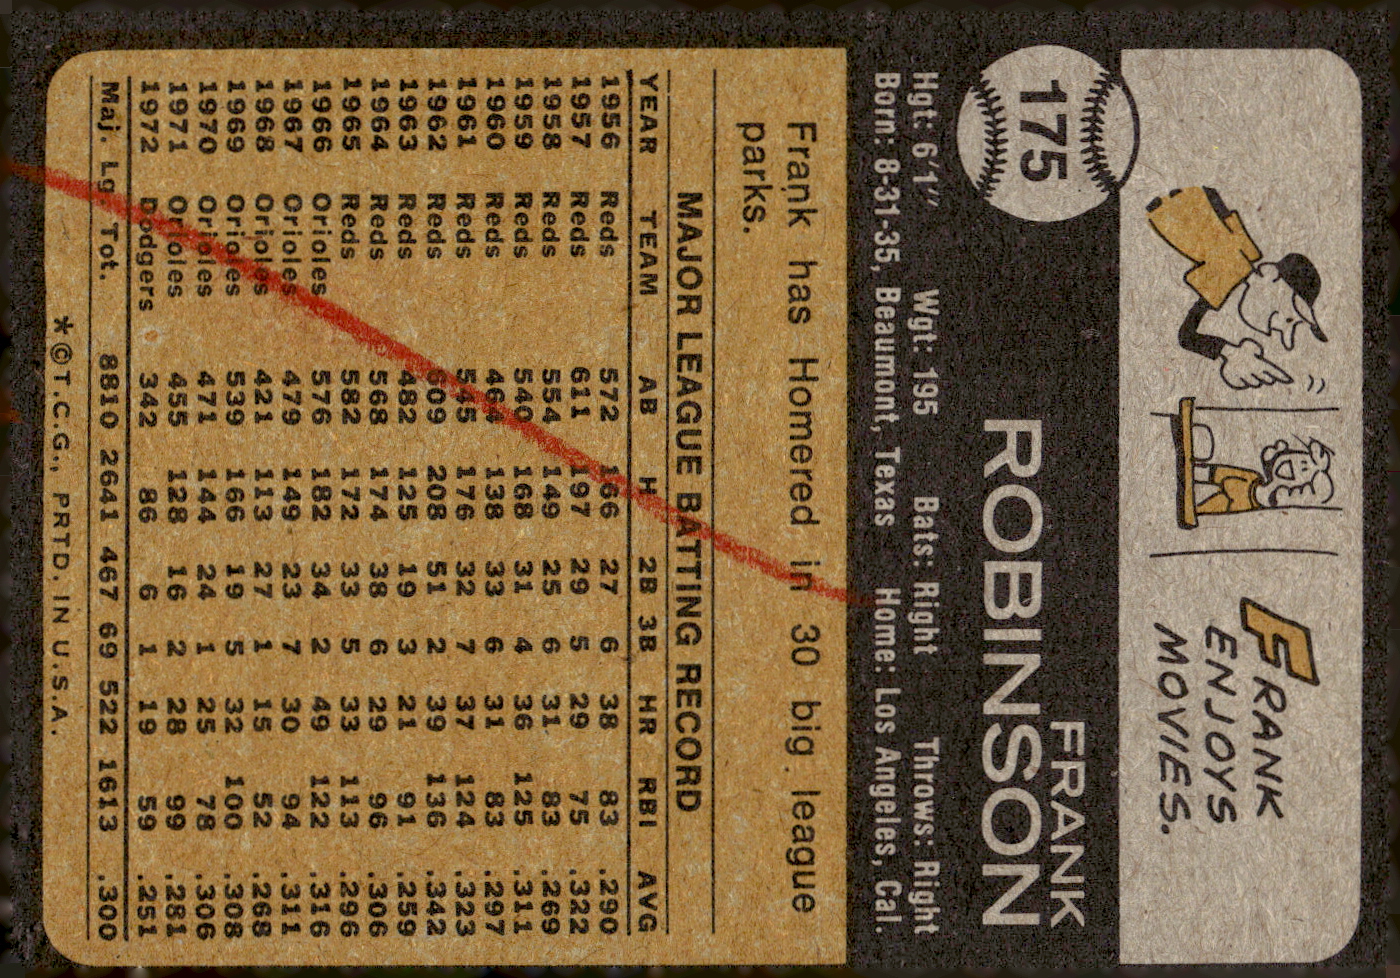 FRANK
ENJOYS
MOVIES.
175
FRANK
ROBINSON
Hgt: 6'1" Wgt: 195 Bats: Right Throws: Right
Born: 8-31-35, Beaumont, Texas Home: Los Angeles, Cal.
Frank has Homered in 30 big league
parks.
MAJOR LEAGUE BATTING RECORD
YEAR TEAM AB H 2B 3B HR RBI AVG
1956 Reds 572 166 27 6 38 83 .290
1957 Reds 611 197 29 5 29 75 .322
1958 Reds 554 149 25 6 31 83 .269
1959 Reds 540 168 31 4 36 125 .311
1960 Reds 464 138 33 6 31 83 .297
1961 Reds 545 176 32 7 37 124 .323
1962 Reds 609 208 51 2 39 136 .342
1963 Reds 482 125 19 3 21 91 .259
1964 Reds 568 174 38 6 29 96 .306
1965 Reds 582 172 33 5 33 113 .296
1966 Orioles 576 182 34 2 49 122 .316
1967 Orioles 479 149 23 7 30 94 .311
1968 Orioles 421 113 27 1 15 52 .268
1969 Orioles 539 166 19 5 32 100 .308
1970 Orioles 471 144 24 1 25 78 .306
1971 Orioles 455 128 16 2 28 99 .281
1972 Dodgers 342 86 6 1 19 59 .251
Maj. Lg. Tot. 8810 2641 467 69 522 1613 .300
*©T.C.G., PRTD. IN U.S.A.